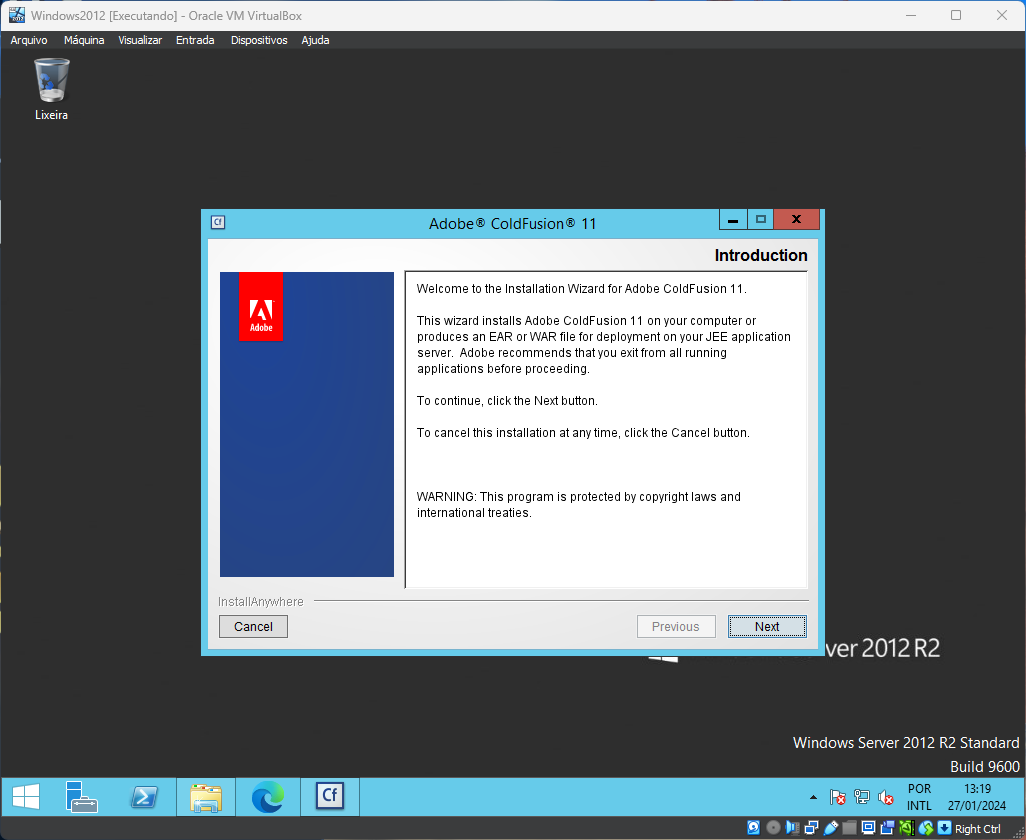 Windows2012 [Executando] - Oracle VM VirtualBox
Arquivo Máquina Visualizar Entrada Dispositivos Ajuda
Lixeira
Cf
Adobe® ColdFusion® 11
Introduction
Adobe
Welcome to the Installation Wizard for Adobe ColdFusion 11.
This wizard installs Adobe ColdFusion 11 on your computer or
produces an EAR or WAR file for deployment on your JEE application
server. Adobe recommends that you exit from all running
applications before proceeding.
To continue, click the Next button.
To cancel this installation at any time, click the Cancel button.
WARNING: This program is protected by copyright laws and
international treaties.
InstallAnywhere
Cancel Previous Next
ver 2012 R2
Windows Server 2012 R2 Standard
Build 9600
Cf
POR 13:19
INTL 27/01/2024
Right Ctrl